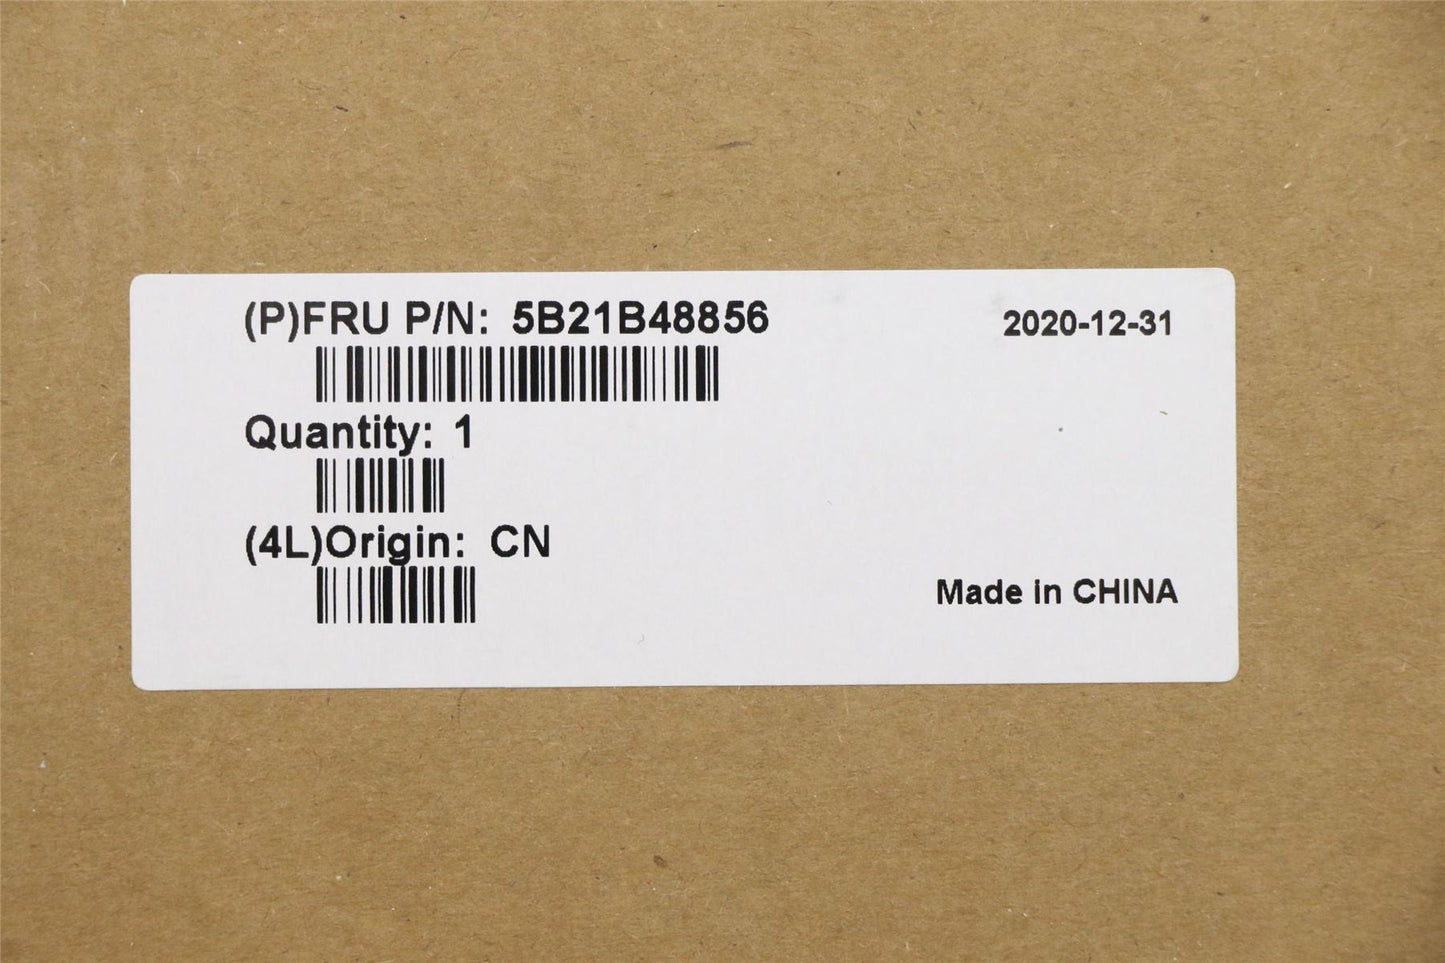 (P)FRU P/N: 5B21B48856
2020-12-31
Quantity: 1
(4L)Origin: CN
Made in CHINA